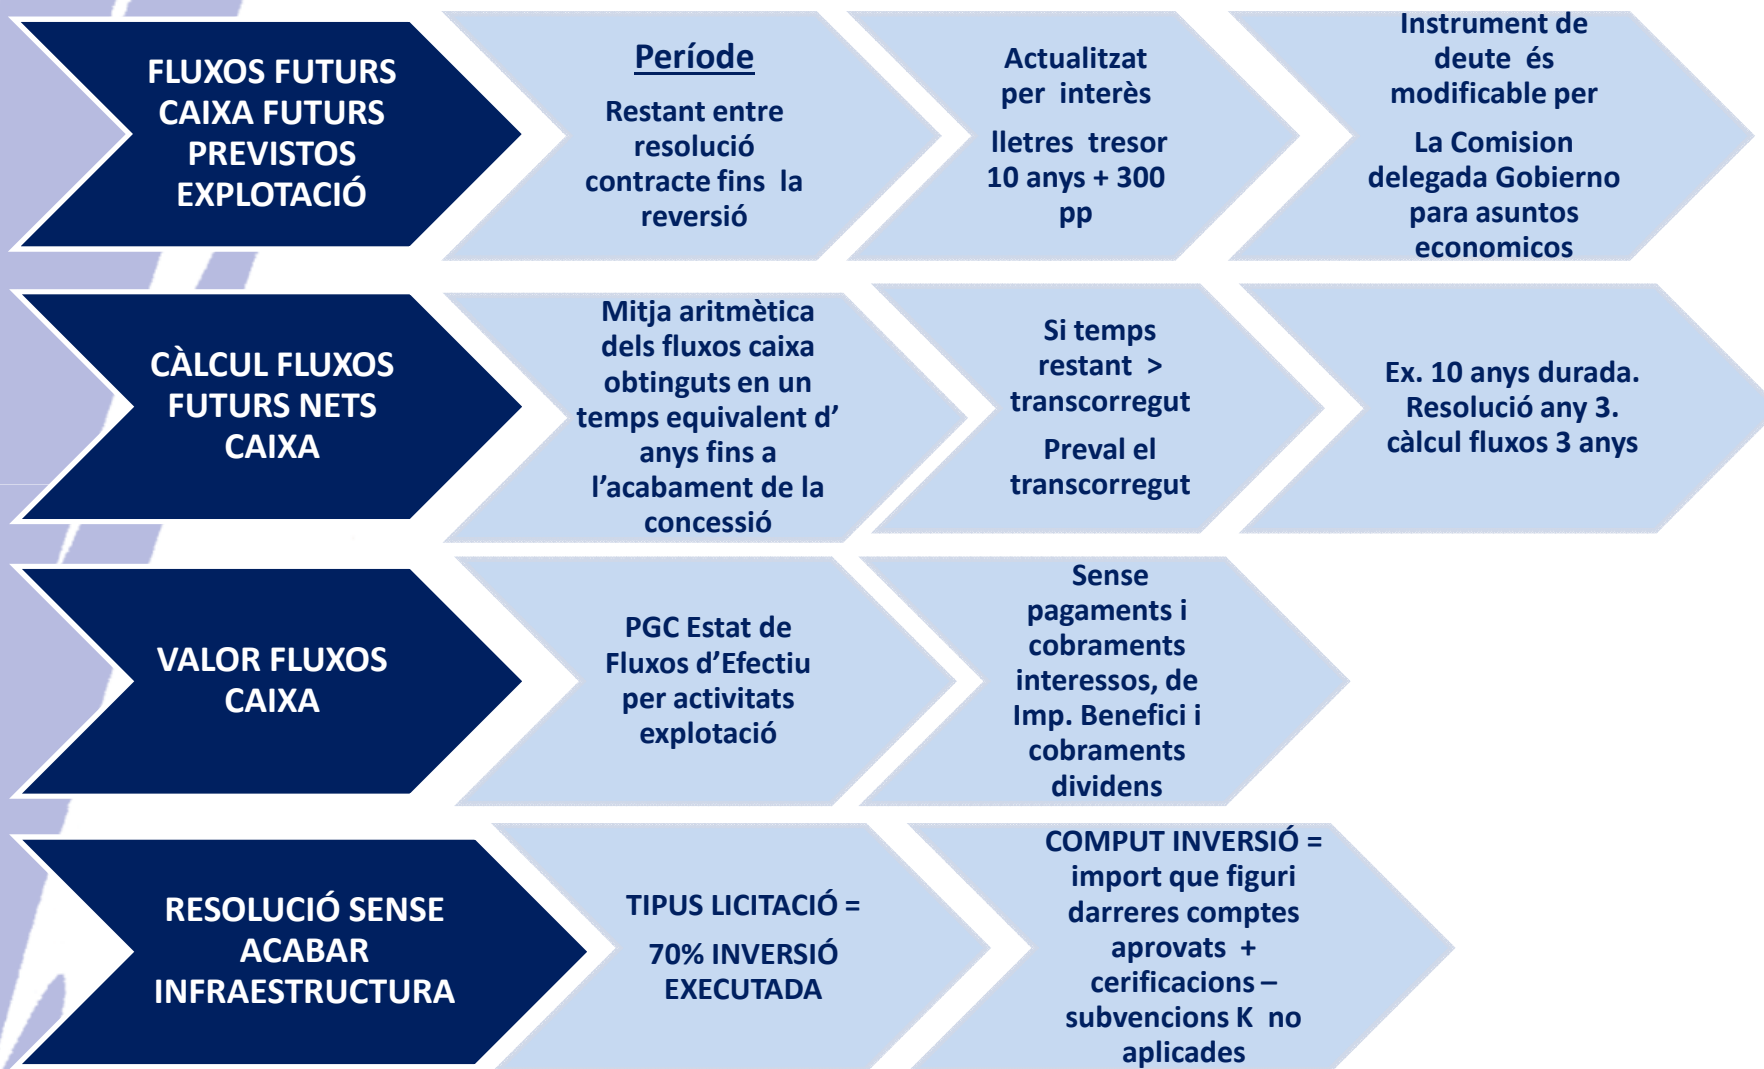 FLUXOS FUTURS
CAIXA FUTURS
PREVISTOS
EXPLOTACIÓ
Període
Restant entre
resolució
contracte fins la
reversió
Actualitzat
per interès
lletres tresor
10 anys + 300
pp
Instrument de
deute és
modificable per
La Comision
delegada Gobierno
para asuntos
economicos
CÀLCUL FLUXOS
FUTURS NETS
CAIXA
Mitja aritmètica
dels fluxos caixa
obtinguts en un
temps equivalent d’
anys fins a
l’acabament de la
concessió
Si temps
restant >
transcorregut
Preval el
transcorregut
Ex. 10 anys durada.
Resolució any 3.
càlcul fluxos 3 anys
VALOR FLUXOS
CAIXA
PGC Estat de
Fluxos d’Efectiu
per activitats
explotació
Sense
pagaments i
cobraments
interessos, de
Imp. Benefici i
cobraments
dividens
RESOLUCIÓ SENSE
ACABAR
INFRAESTRUCTURA
TIPUS LICITACIÓ =
70% INVERSIÓ
EXECUTADA
COMPUT INVERSIÓ =
import que figuri
darreres comptes
aprovats +
cerificacions –
subvencions K no
aplicades